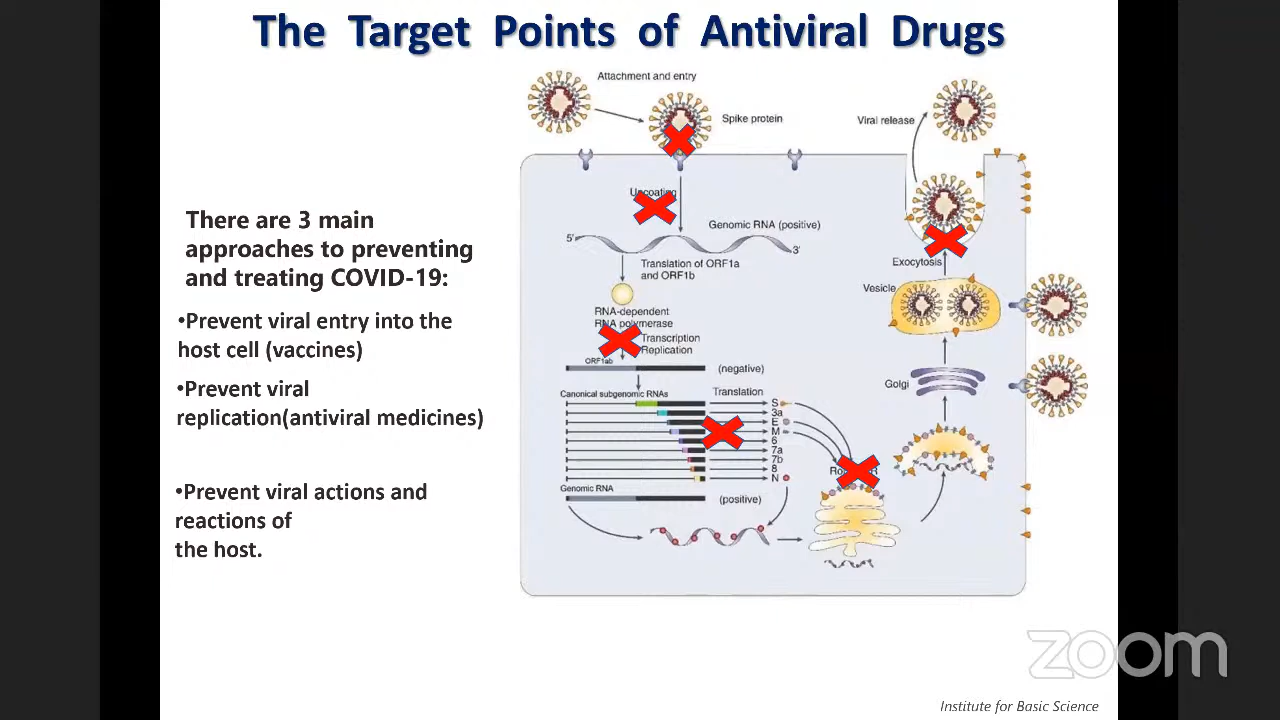 The Target Points of Antiviral Drugs
Attachment and entry
Spike protein
Viral release
Uncoating
There are 3 main
approaches to preventing
and treating COVID-19:
•Prevent viral entry into the
host cell (vaccines)
•Prevent viral
replication(antiviral medicines)
•Prevent viral actions and
reactions of
the host.
Genomic RNA (positive)
5'
3'
Translation of ORF1a
and ORF1b
RNA-dependent
RNA polymerase
Transcription
Replication
ORF1ab
(negative)
Canonical subgenomic RNAs
Translation
S
3a
E
M
6
7a
7b
8
N
Genomic RNA
(positive)
Exocytosis
Vesicle
Golgi
zoom
Institute for Basic Science